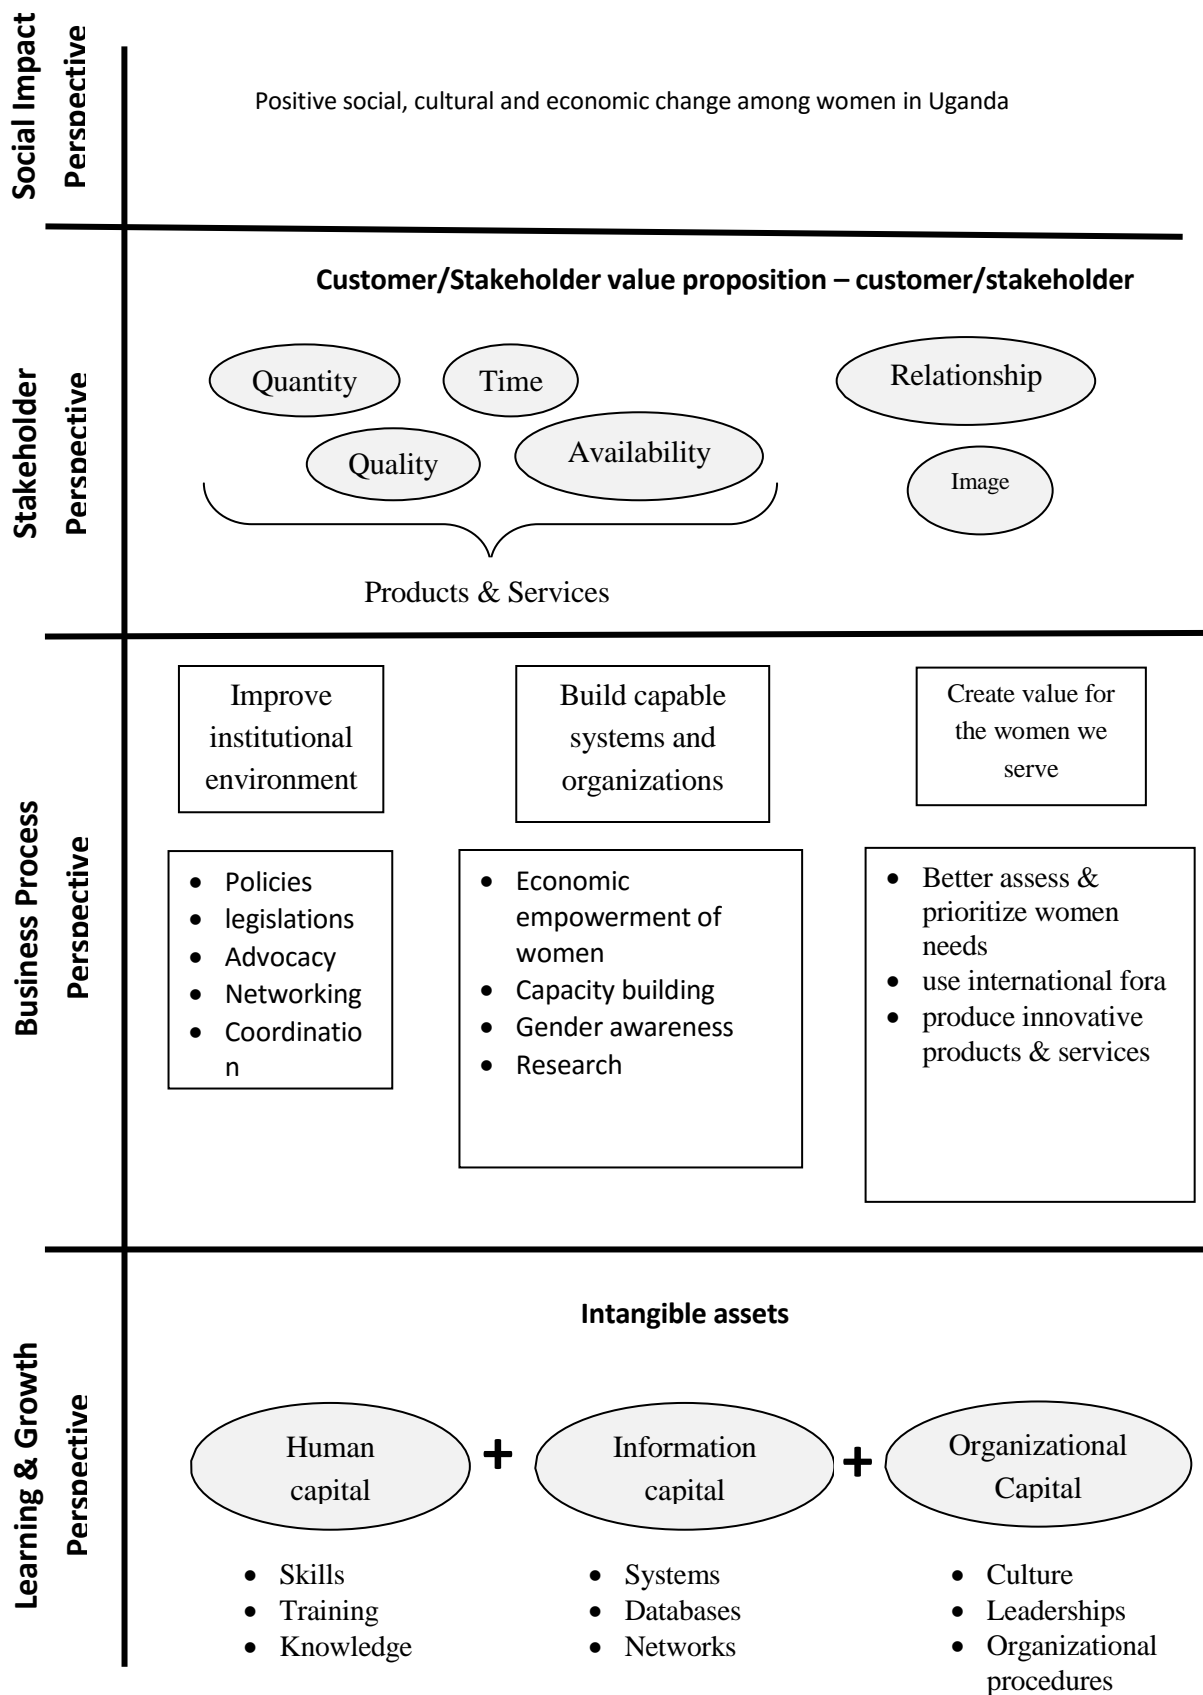 Social Impact
Perspective
Positive social, cultural and economic change among women in Uganda
Stakeholder
Perspective
Customer/Stakeholder value proposition – customer/stakeholder
Quantity
Time
Relationship
Quality
Availability
Image
Products & Services
Business Process
Perspective
Improve
institutional
environment
Build capable
systems and
organizations
Create value for
the women we
serve
• Policies
• legislations
• Advocacy
• Networking
• Coordinatio
n
• Economic
empowerment of
women
• Capacity building
• Gender awareness
• Research
• Better assess &
prioritize women
needs
• use international fora
• produce innovative
products & services
Learning & Growth
Perspective
Intangible assets
Human
capital
+
Information
capital
+
Organizational
Capital
• Skills
• Training
• Knowledge
• Systems
• Databases
• Networks
• Culture
• Leaderships
• Organizational
procedures